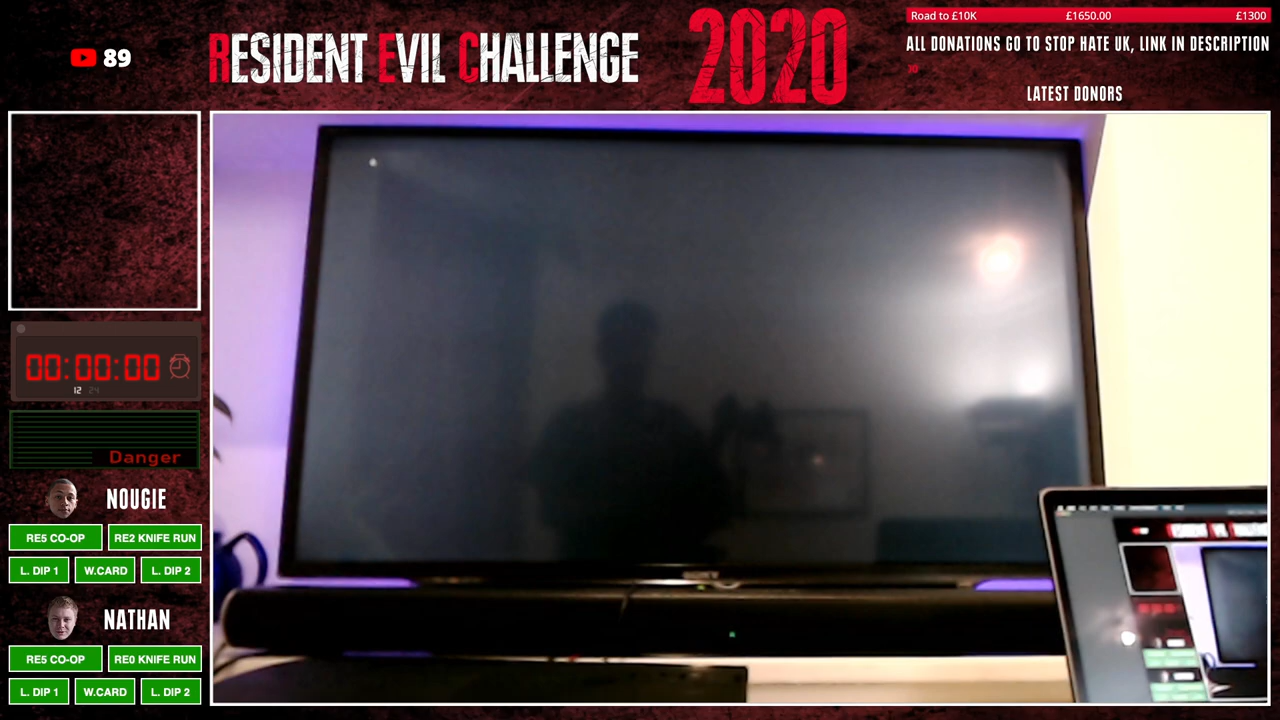 89
RESIDENT EVIL CHALLENGE
2020
Road to £10K £1650.00 £1300
ALL DONATIONS GO TO STOP HATE UK, LINK IN DESCRIPTION
LATEST DONORS
00:00:00
12 24
Danger
NOUGIE
RE5 CO-OP RE2 KNIFE RUN
L. DIP 1 W.CARD L. DIP 2
NATHAN
RE5 CO-OP RE0 KNIFE RUN
L. DIP 1 W.CARD L. DIP 2